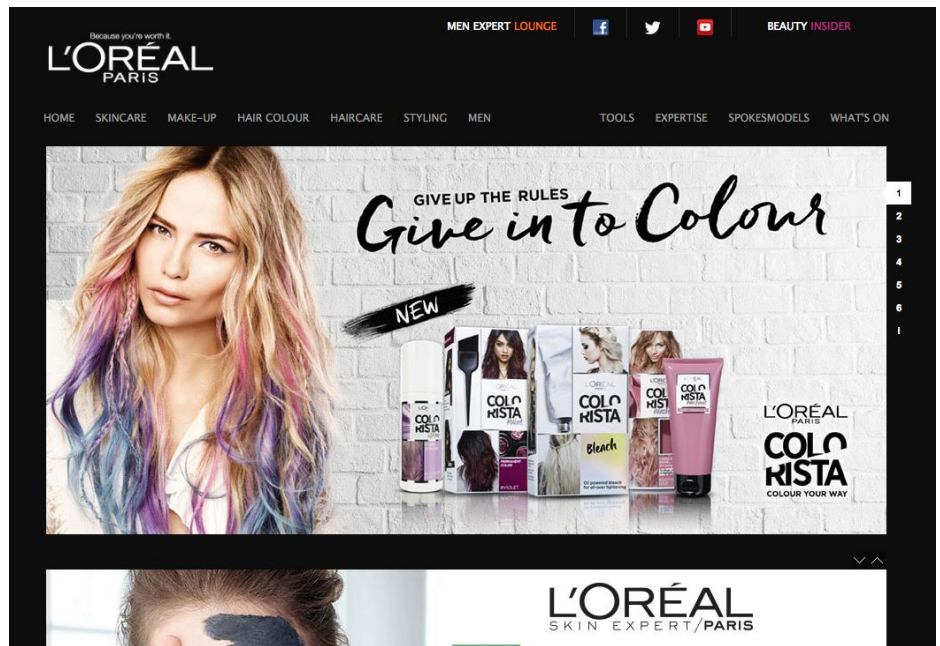 MEN EXPERT LOUNGE
BEAUTY INSIDER
Because you're worth it.
L'ORÉAL
PARIS
HOME SKINCARE MAKE-UP HAIR COLOUR HAIRCARE STYLING MEN TOOLS EXPERTISE SPOKESMODELS WHAT'S ON
GIVE UP THE RULES
Give in to Colour
1
2
3
4
5
6
I
NEW
COLO
RISTA
COLO
RISTA
Paint
VIOLET
L'ORÉAL
COLO
RISTA
Bleach
COLO
RISTA
L'ORÉAL
PARIS
COLO
RISTA
COLOUR YOUR WAY
L'ORÉAL
SKIN EXPERT/PARIS